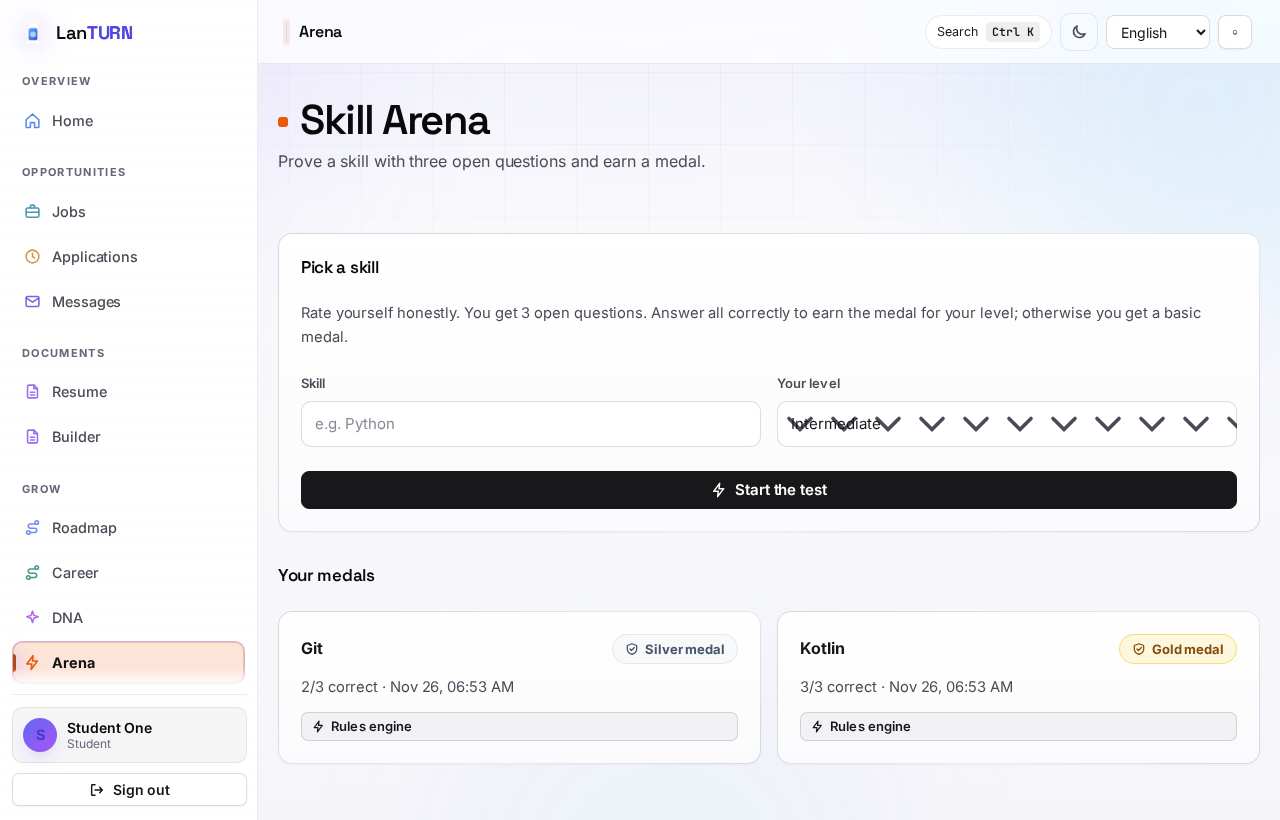 LanTURN
OVERVIEW
Home
OPPORTUNITIES
Jobs
Applications
Messages
DOCUMENTS
Resume
Builder
GROW
Roadmap
Career
DNA
Arena
S
Student One
Student
Sign out
Arena
Search Ctrl K
English
Skill Arena
Prove a skill with three open questions and earn a medal.
Pick a skill
Rate yourself honestly. You get 3 open questions. Answer all correctly to earn the medal for your level; otherwise you get a basic
medal.
Skill
Your level
e.g. Python
Intermediate
Start the test
Your medals
Git
Silver medal
2/3 correct · Nov 26, 06:53 AM
Rules engine
Kotlin
Gold medal
3/3 correct · Nov 26, 06:53 AM
Rules engine